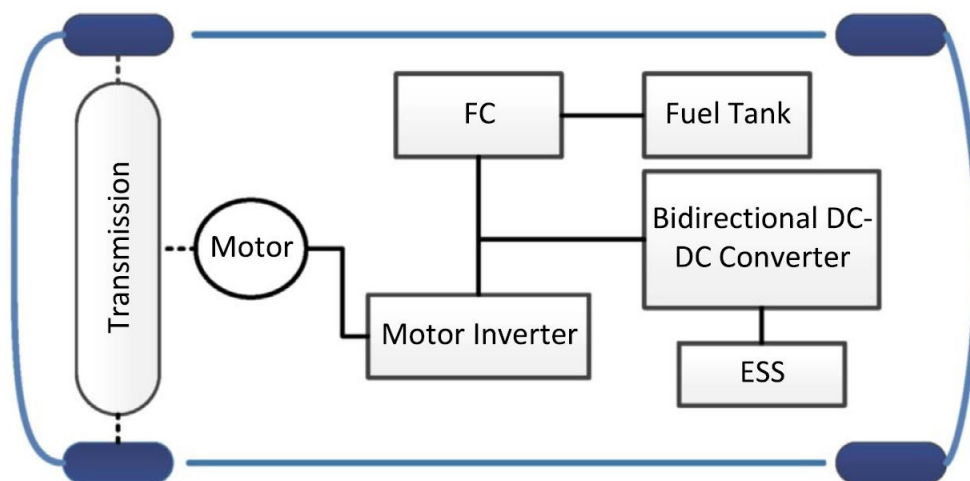 FC
Fuel Tank
Transmission
Motor
Bidirectional DC-
DC Converter
Motor Inverter
ESS